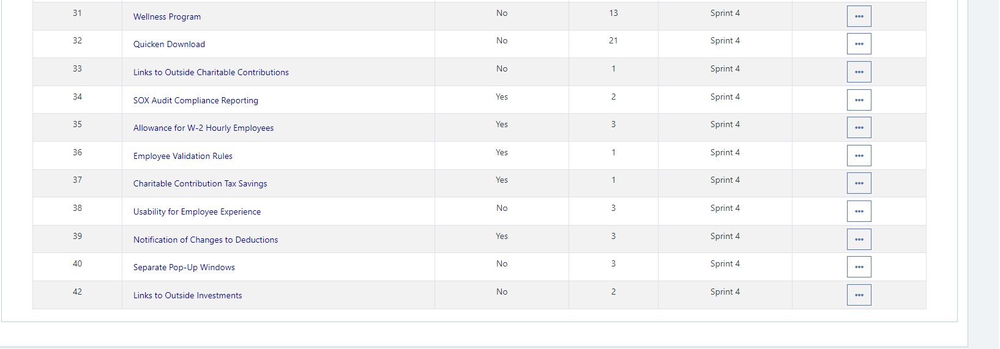 31 Wellness Program No 13 Sprint 4 •••
32 Quicken Download No 21 Sprint 4 •••
33 Links to Outside Charitable Contributions No 1 Sprint 4 •••
34 SOX Audit Compliance Reporting Yes 2 Sprint 4 •••
35 Allowance for W-2 Hourly Employees Yes 3 Sprint 4 •••
36 Employee Validation Rules Yes 1 Sprint 4 •••
37 Charitable Contribution Tax Savings Yes 1 Sprint 4 •••
38 Usability for Employee Experience No 3 Sprint 4 •••
39 Notification of Changes to Deductions Yes 3 Sprint 4 •••
40 Separate Pop-Up Windows No 3 Sprint 4 •••
42 Links to Outside Investments No 2 Sprint 4 •••